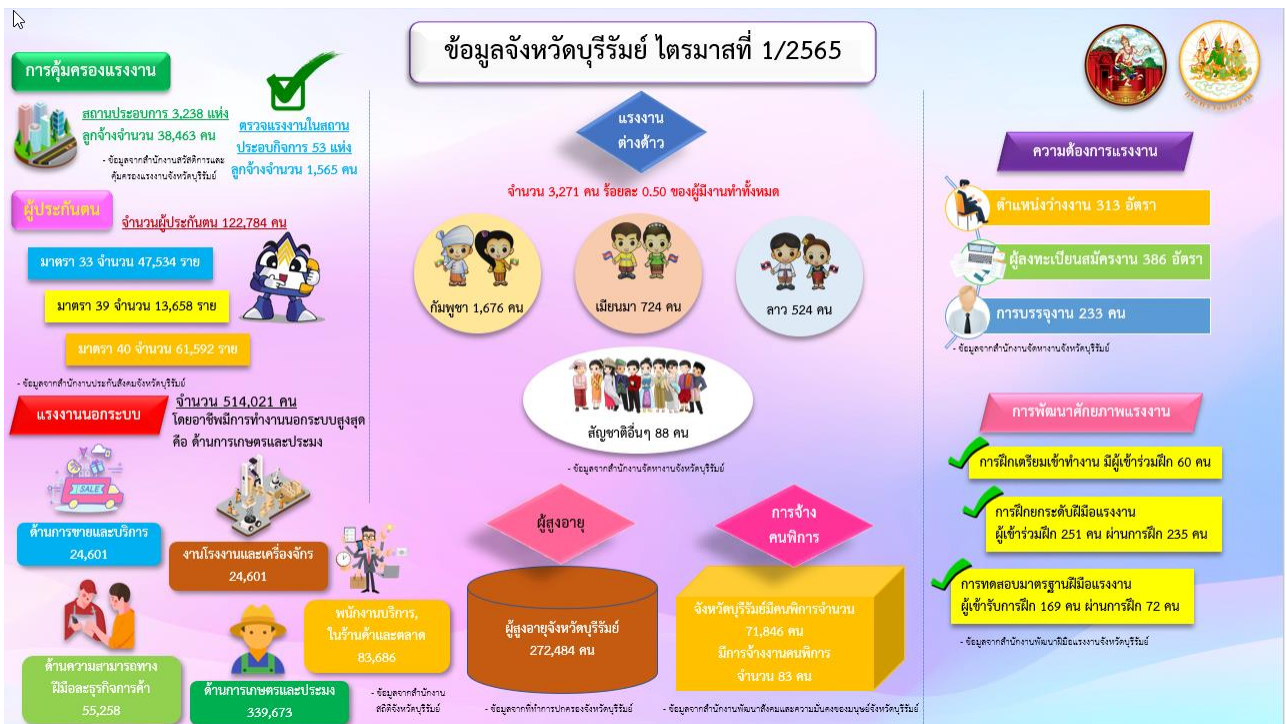 ข้อมูลจังหวัดบุรีรัมย์ ไตรมาสที่ 1/2565
การคุ้มครองแรงงาน
สถานประกอบการ 3,238 แห่ง
ลูกจ้างจำนวน 38,463 คน
- ข้อมูลจากสำนักงานสวัสดิการและ
คุ้มครองแรงงานจังหวัดบุรีรัมย์
ตรวจแรงงานในสถาน
ประกอบกิจการ 53 แห่ง
ลูกจ้างจำนวน 1,565 คน
ผู้ประกันตน
จำนวนผู้ประกันตน 122,784 คน
มาตรา 33 จำนวน 47,534 ราย
มาตรา 39 จำนวน 13,658 ราย
มาตรา 40 จำนวน 61,592 ราย
- ข้อมูลจากสำนักงานประกันสังคมจังหวัดบุรีรัมย์
แรงงานนอกระบบ
จำนวน 514,021 คน
โดยอาชีพมีการทำงานนอกระบบสูงสุด
คือ ด้านการเกษตรและประมง
SALE
ด้านการขายและบริการ
24,601
งานโรงงานและเครื่องจักร
24,601
ด้านความสามารถทาง
ฝีมือละธุรกิจการค้า
55,258
ด้านการเกษตรและประมง
339,673
พนักงานบริการ,
ในร้านค้าและตลาด
83,686
- ข้อมูลจากสำนักงาน
สถิติจังหวัดบุรีรัมย์
แรงงาน
ต่างด้าว
จำนวน 3,271 คน ร้อยละ 0.50 ของผู้มีงานทำทั้งหมด
กัมพูชา 1,676 คน
เมียนมา 724 คน
ลาว 524 คน
สัญชาติอื่นๆ 88 คน
- ข้อมูลจากสำนักงานจัดหางานจังหวัดบุรีรัมย์
ผู้สูงอายุ
ผู้สูงอายุจังหวัดบุรีรัมย์
272,484 คน
- ข้อมูลจากที่ทำการปกครองจังหวัดบุรีรัมย์
การจ้าง
คนพิการ
จังหวัดบุรีรัมย์มีคนพิการจำนวน
71,846 คน
มีการจ้างงานคนพิการ
จำนวน 83 คน
- ข้อมูลจากสำนักงานพัฒนาสังคมและความมั่นคงของมนุษย์จังหวัดบุรีรัมย์
ความต้องการแรงงาน
ตำแหน่งว่างงาน 313 อัตรา
ผู้ลงทะเบียนสมัครงาน 386 อัตรา
การบรรจุงาน 233 คน
- ข้อมูลจากสำนักงานจัดหางานจังหวัดบุรีรัมย์
การพัฒนาศักยภาพแรงงาน
การฝึกเตรียมเข้าทำงาน มีผู้เข้าร่วมฝึก 60 คน
การฝึกยกระดับฝีมือแรงงาน
ผู้เข้าร่วมฝึก 251 คน ผ่านการฝึก 235 คน
การทดสอบมาตรฐานฝีมือแรงงาน
ผู้เข้ารับการฝึก 169 คน ผ่านการฝึก 72 คน
- ข้อมูลจากสำนักงานพัฒนาฝีมือแรงงานจังหวัดบุรีรัมย์